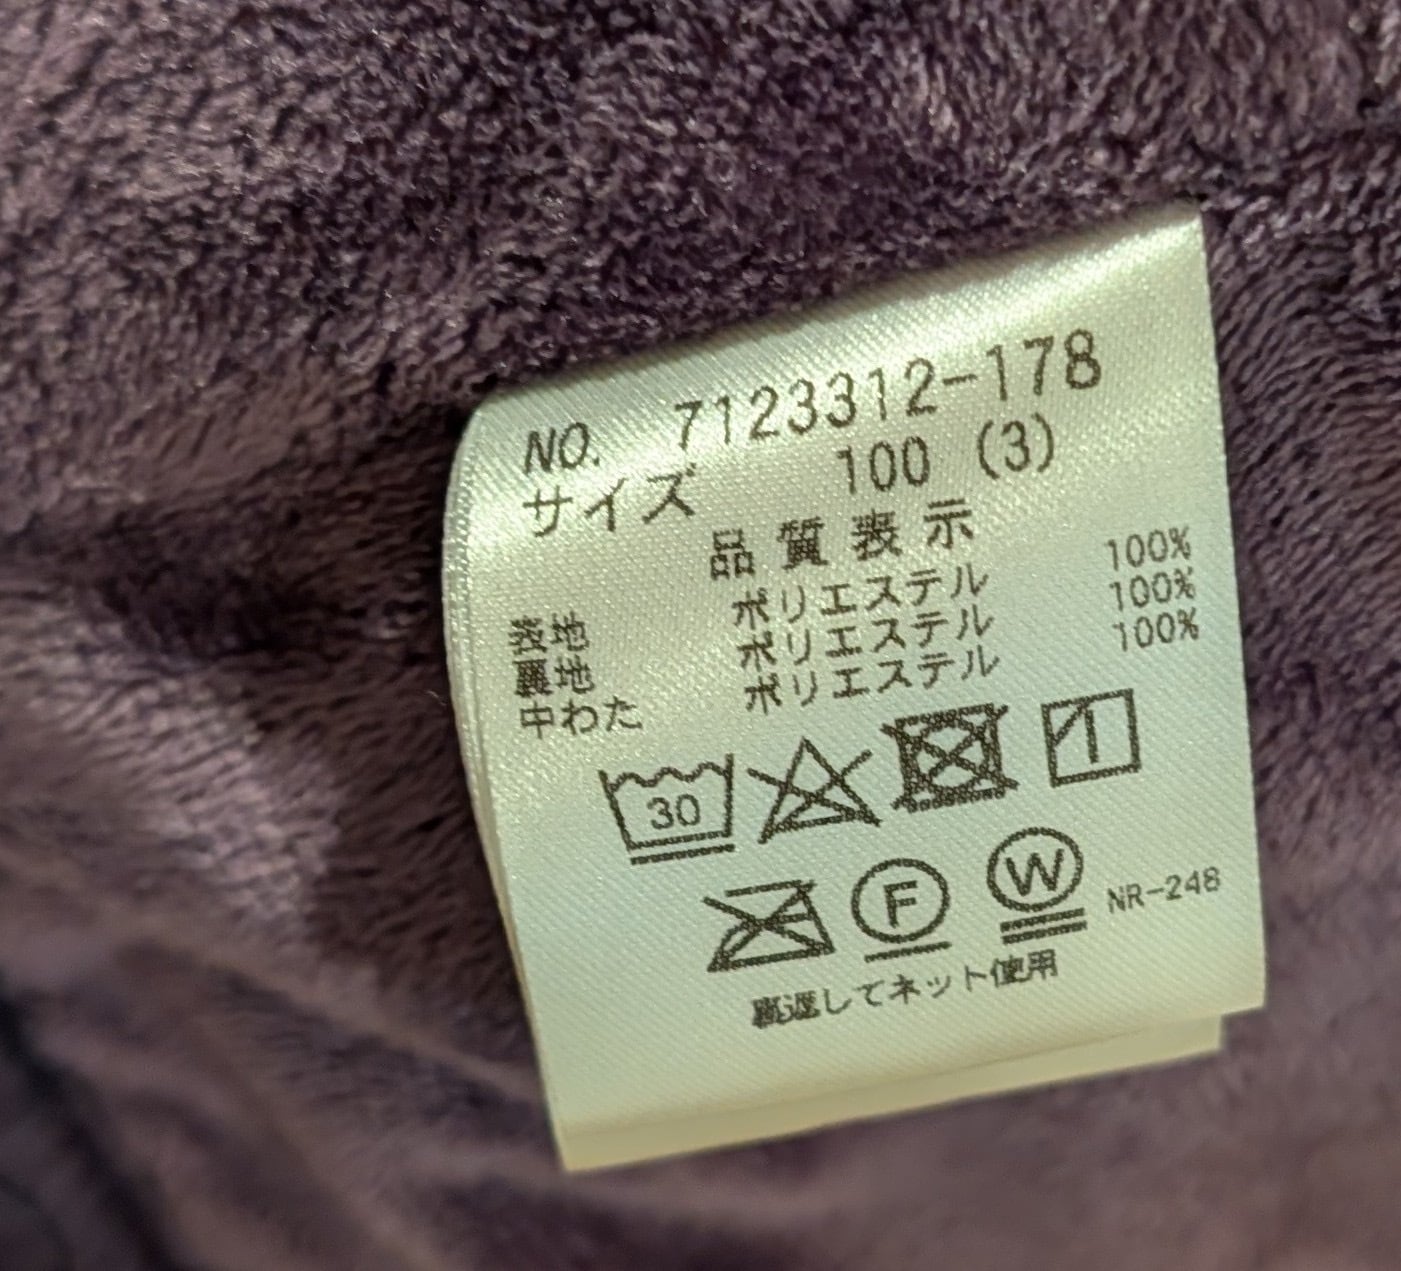 NO. 7123312-178
サイズ 100 (3)
品質表示
表地 ポリエステル 100%
裏地 ポリエステル 100%
中わた ポリエステル 100%
30
F W NR-248
裏返してネット使用